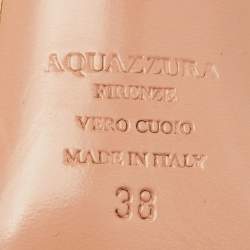 AQUAZZURA
FIRENZE
VERO CUOIO
MADE IN ITALY
38